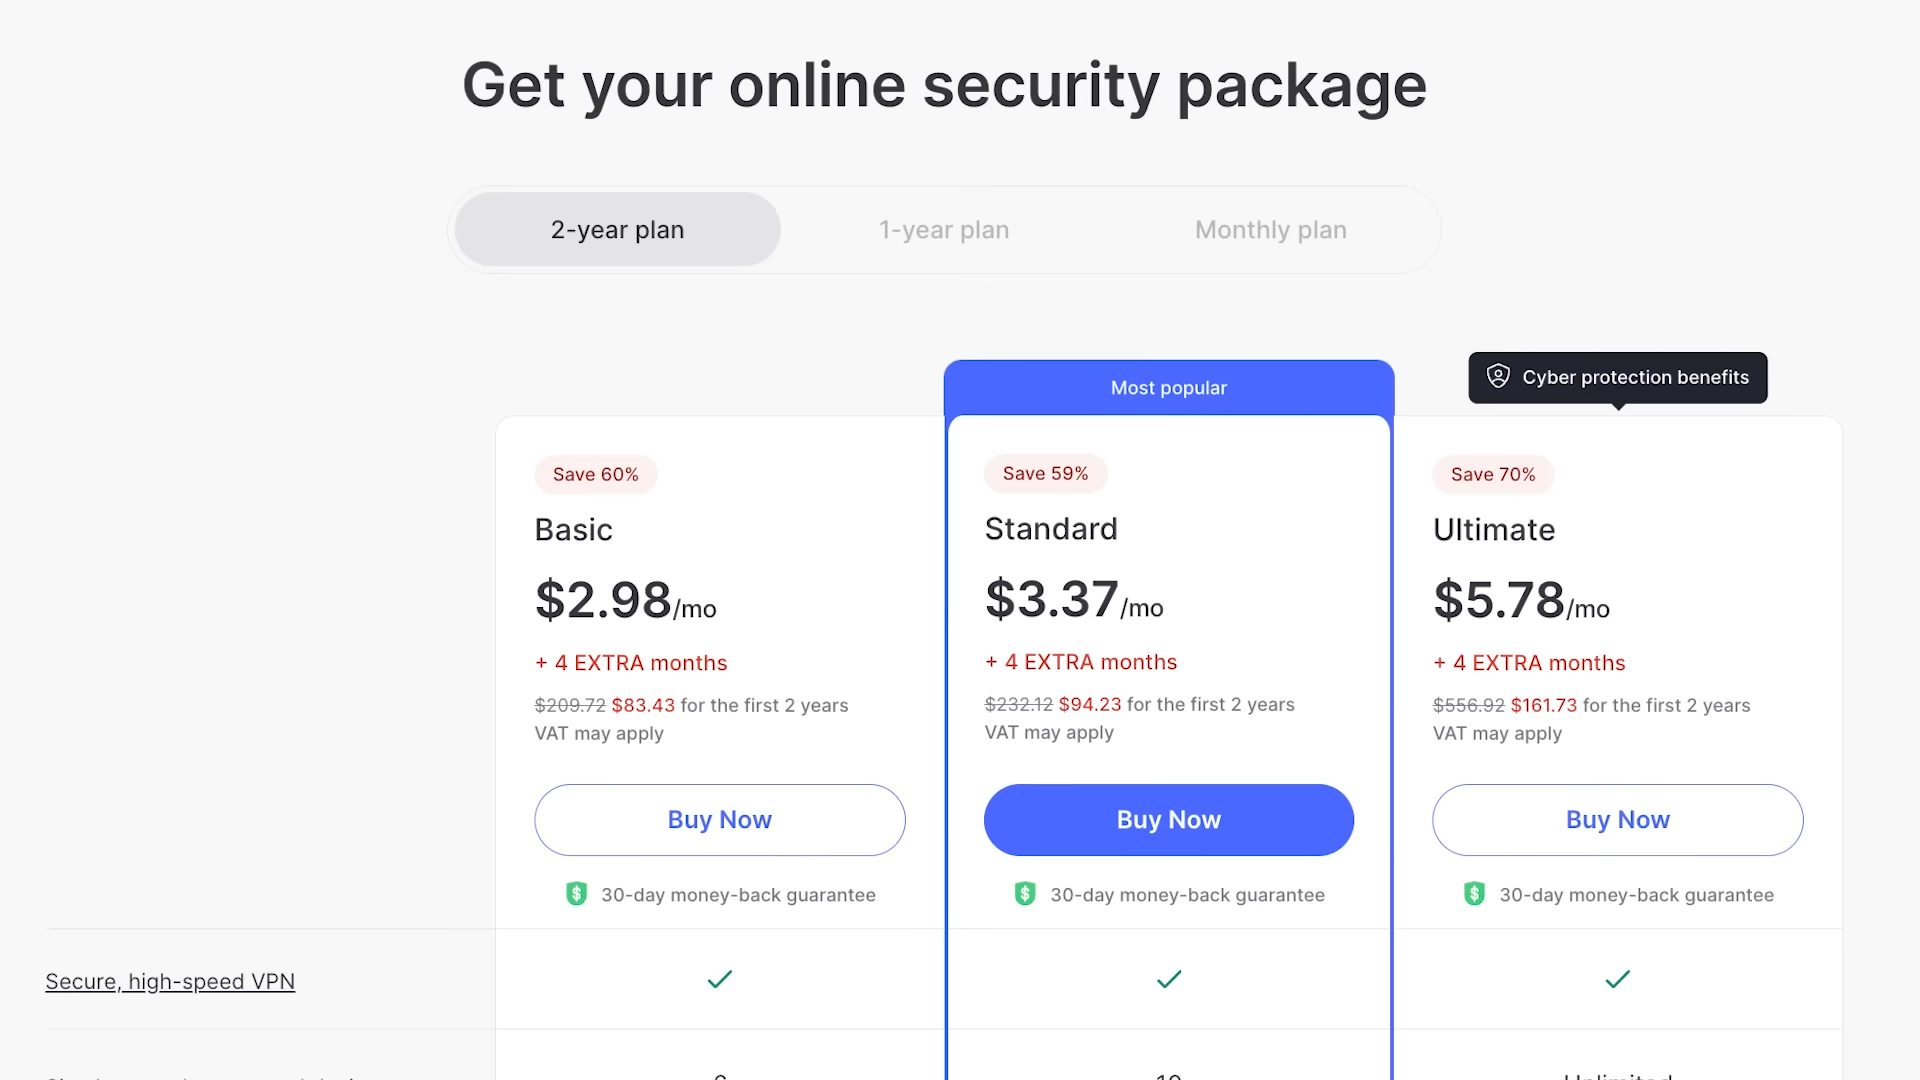 Get your online security package
2-year plan
1-year plan
Monthly plan
Most popular
Cyber protection benefits
Save 60%
Basic
$2.98/mo
+ 4 EXTRA months
$209.72 $83.43 for the first 2 years
VAT may apply
Buy Now
30-day money-back guarantee
Save 59%
Standard
$3.37/mo
+ 4 EXTRA months
$232.12 $94.23 for the first 2 years
VAT may apply
Buy Now
30-day money-back guarantee
Save 70%
Ultimate
$5.78/mo
+ 4 EXTRA months
$556.92 $161.73 for the first 2 years
VAT may apply
Buy Now
30-day money-back guarantee
Secure, high-speed VPN
Unlimited